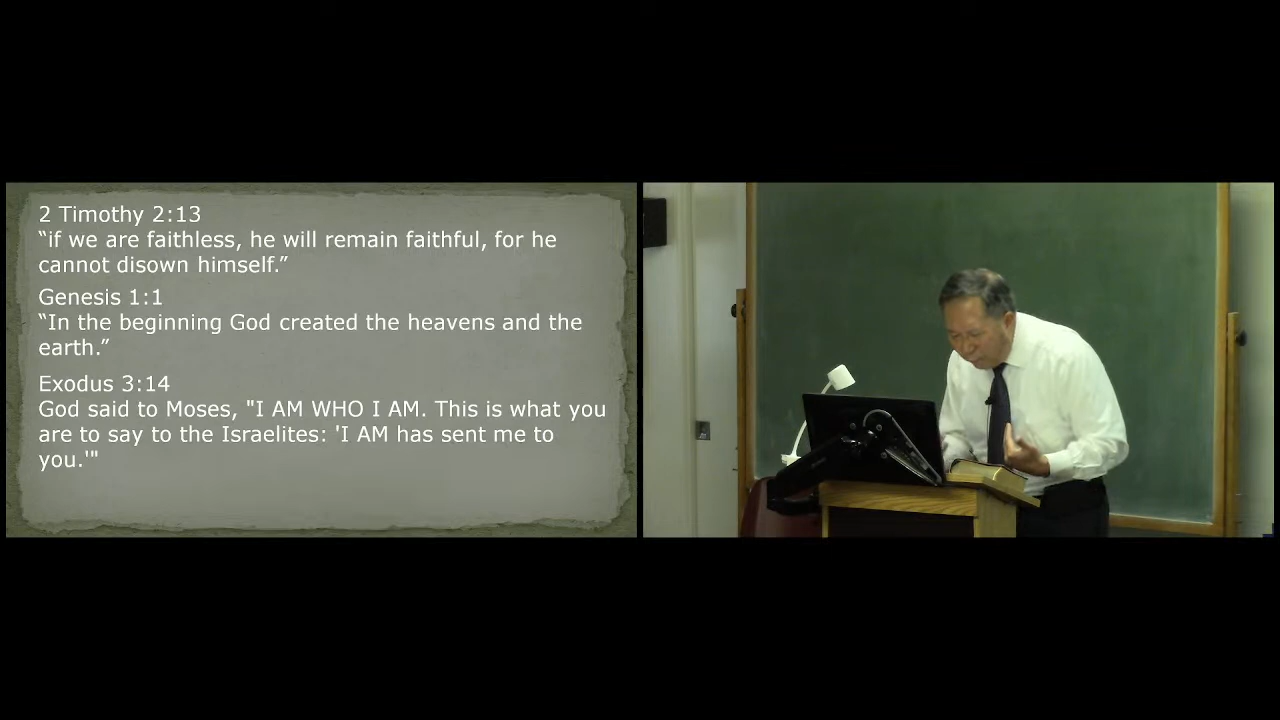 2 Timothy 2:13
“if we are faithless, he will remain faithful, for he
cannot disown himself.”
Genesis 1:1
“In the beginning God created the heavens and the
earth.”
Exodus 3:14
God said to Moses, "I AM WHO I AM. This is what you
are to say to the Israelites: 'I AM has sent me to
you.'"